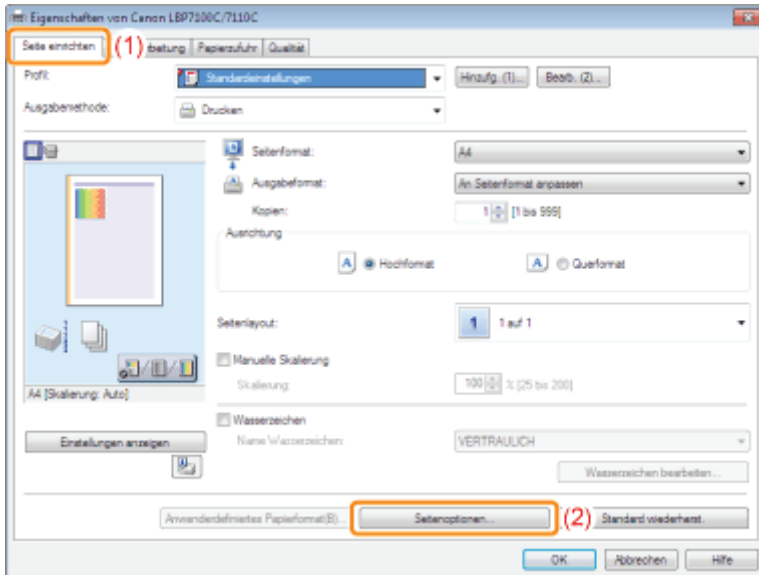 Eigenschaften von Canon LBP7100C/7110C
Seite einrichten (1) rbeitung Papierzufuhr Qualität
Profil: Standardeinstellungen Hinzufg. (1)... Bearb. (2)...
Ausgabemethode: Drucken
Seitenformat: A4
Ausgabeformat: An Seitenformat anpassen
Kopien: 1 [1 bis 999]
Ausrichtung
A Hochformat A Querformat
Seitenlayout: 1 1 auf 1
Manuelle Skalierung
Skalierung: 100 % [25 bis 200]
A4 [Skalierung: Auto]
Wasserzeichen
Einstellungen anzeigen Name Wasserzeichen: VERTRAULICH
Wasserzeichen bearbeiten...
Anwenderdefiniertes Papierformat(B)... Seitenoptionen... (2) Standard wiederherst.
OK Abbrechen Hilfe